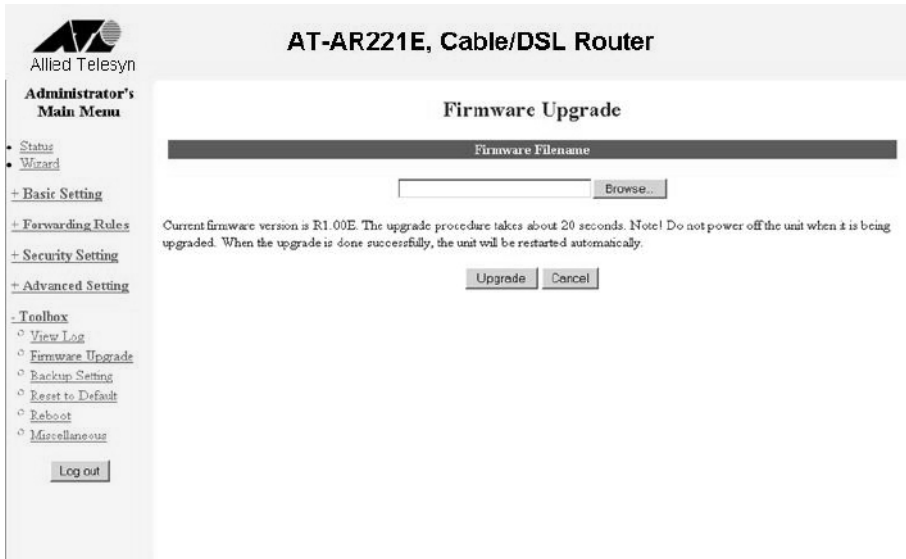 Allied Telesyn
AT-AR221E, Cable/DSL Router
Administrator's
Main Menu
Status
Wizard
+ Basic Setting
+ Forwarding Rules
+ Security Setting
+ Advanced Setting
- Toolbox
View Log
Firmware Upgrade
Backup Setting
Reset to Default
Reboot
Miscellaneous
Log out
Firmware Upgrade
Firmware Filename
Browse...
Current firmware version is R1.00E. The upgrade procedure takes about 20 seconds. Note! Do not power off the unit when it is being
upgraded. When the upgrade is done successfully, the unit will be restarted automatically.
Upgrade Cancel